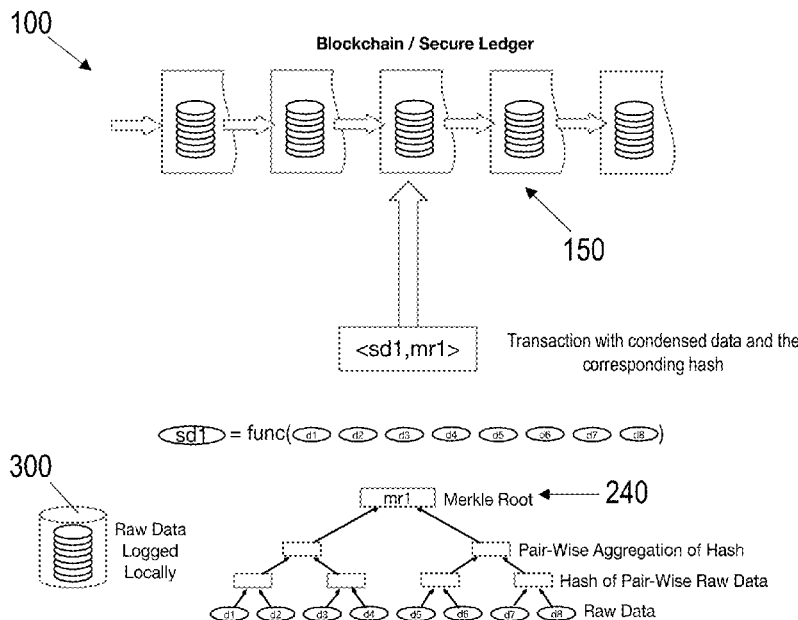 100
Blockchain / Secure Ledger
150
<sd1,mr1>
Transaction with condensed data and the
corresponding hash
sd1 = func(d1 d2 d3 d4 d5 d6 d7 d8)
300
Raw Data
Logged
Locally
mr1 Merkle Root 240
Pair-Wise Aggregation of Hash
Hash of Pair-Wise Raw Data
d1 d2 d3 d4 d5 d6 d7 d8 Raw Data